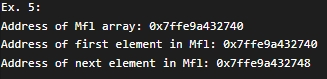 Ex. 5:
Address of Mfl array: 0x7ffe9a432740
Address of first element in Mfl: 0x7ffe9a432740
Address of next element in Mfl: 0x7ffe9a432748